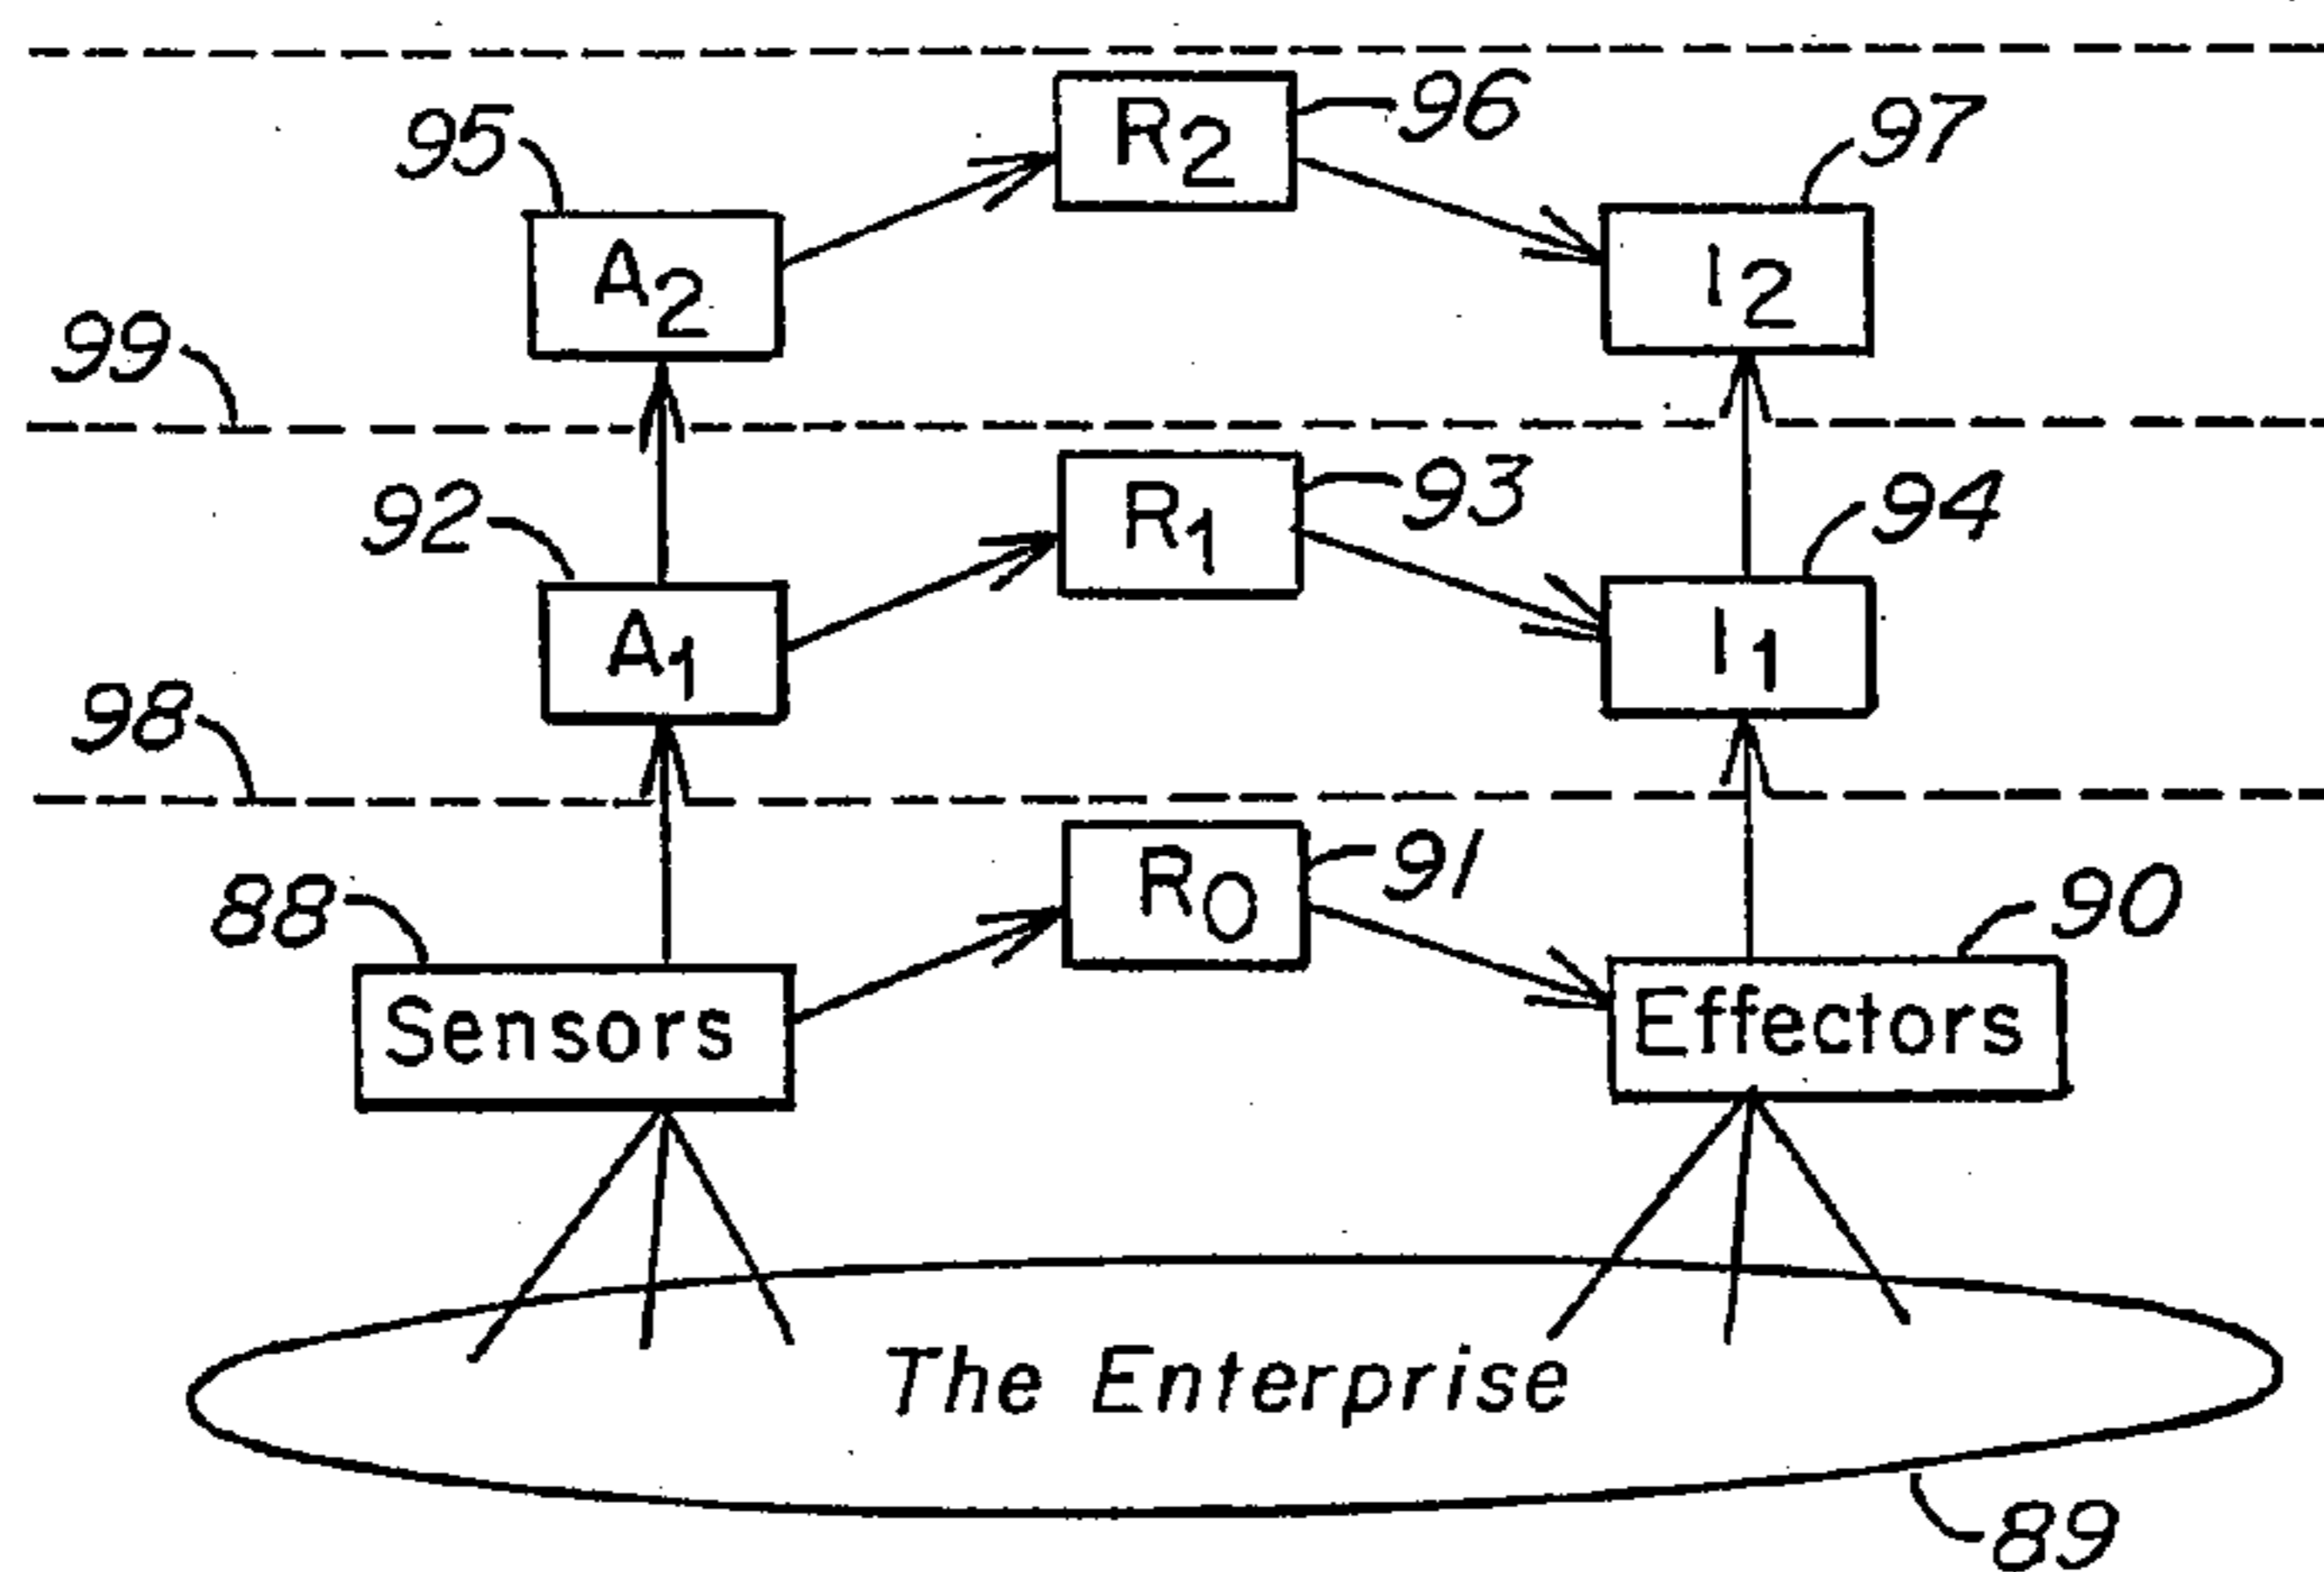 96
R2
95
97
A2
I2
99
93
R1
92
94
A1
I1
98
91
R0
88
90
Sensors
Effectors
The Enterprise
89